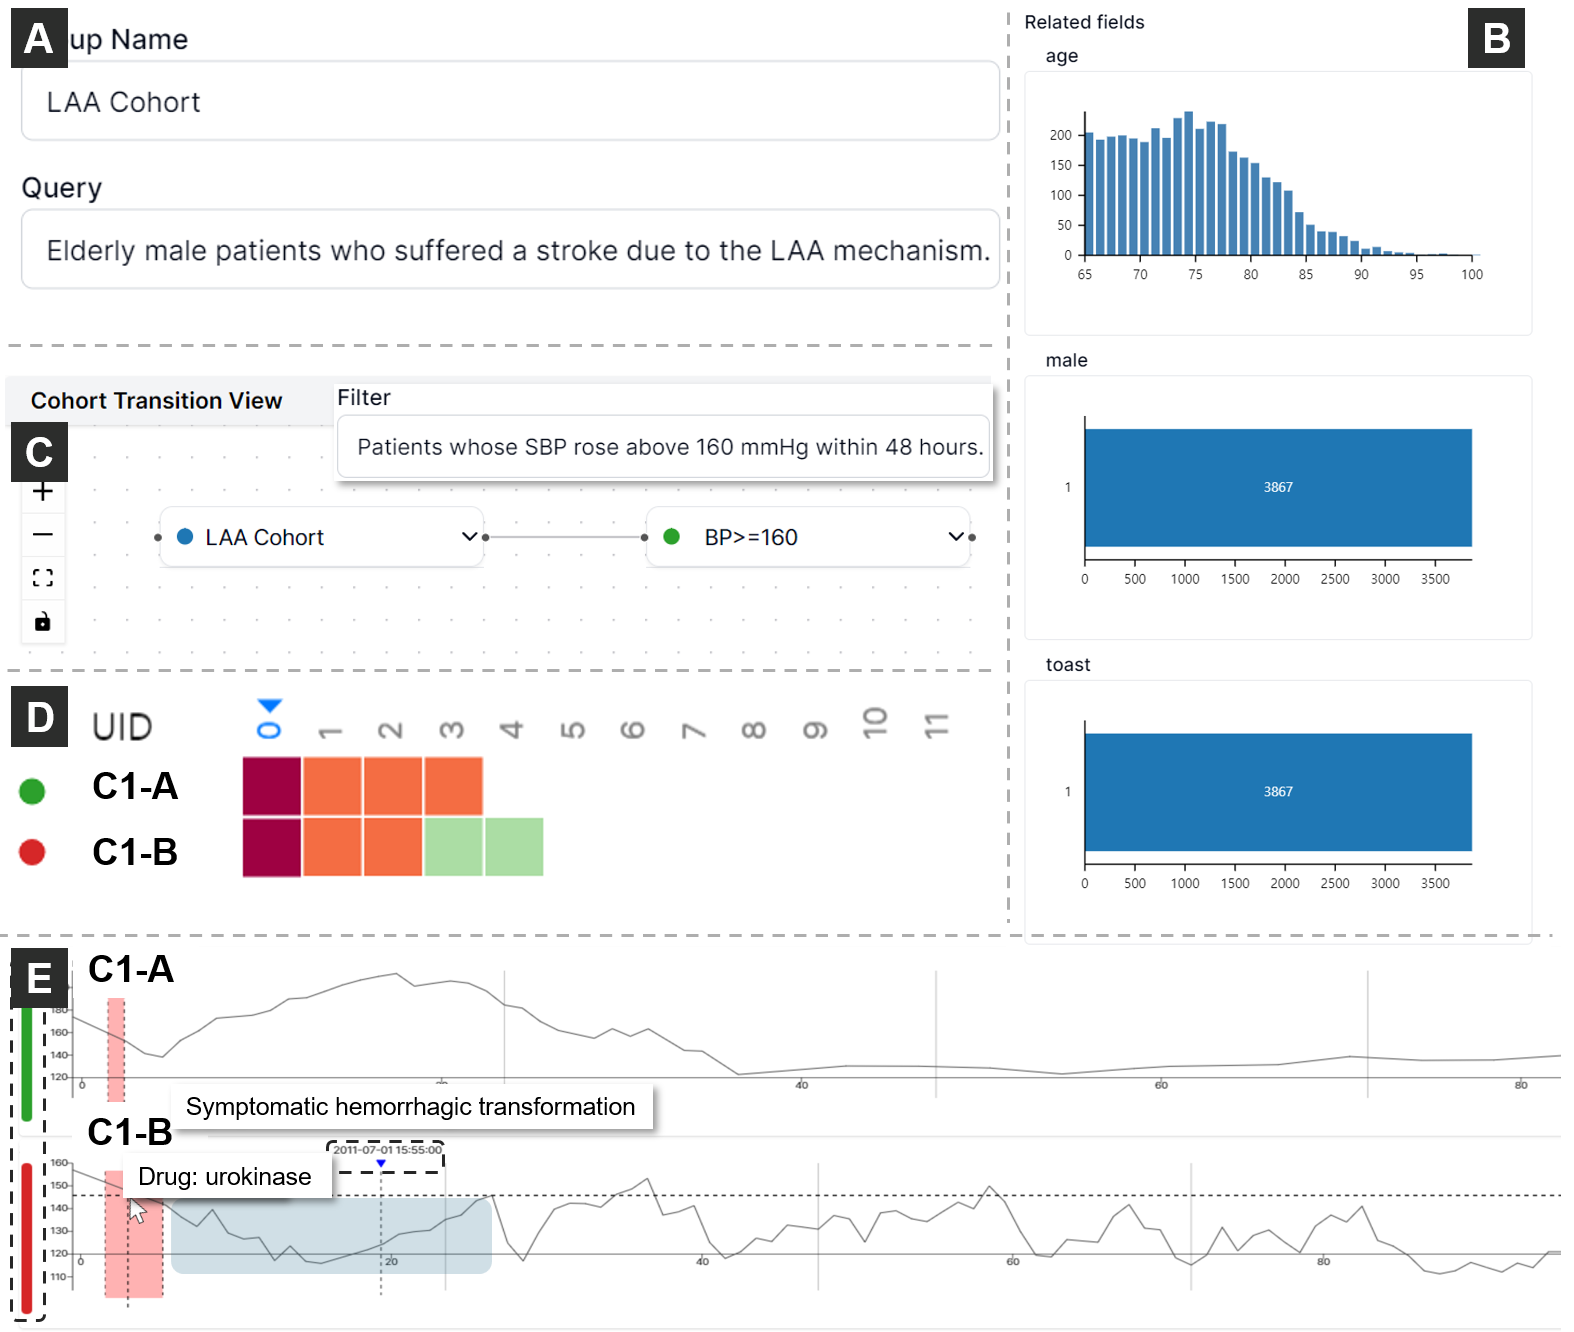 A
up Name
LAA Cohort
Query
Elderly male patients who suffered a stroke due to the LAA mechanism.
B
Related fields
age
200
150
100
50
0
65 70 75 80 85 90 95 100
male
1
3867
0 500 1000 1500 2000 2500 3000 3500
toast
1
3867
0 500 1000 1500 2000 2500 3000 3500
Cohort Transition View
Filter
Patients whose SBP rose above 160 mmHg within 48 hours.
C
LAA Cohort
BP>=160
D
UID 0 1 2 3 4 5 6 7 8 9 10 11
C1-A
C1-B
E
C1-A
180
160
140
120
0 40 60 80
Symptomatic hemorrhagic transformation
C1-B
2011-07-01 15:55:00
Drug: urokinase
160
150
140
130
120
110
0 20 40 60 80